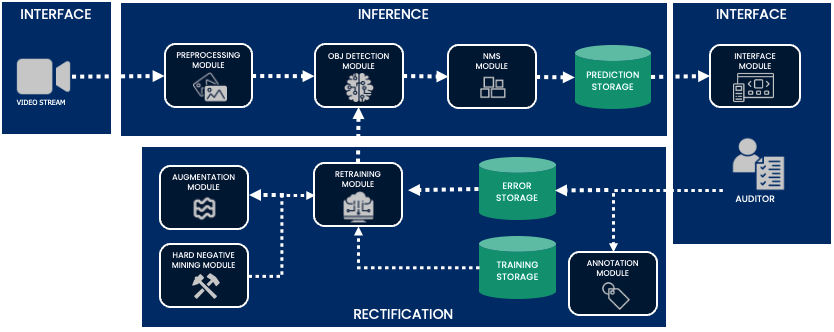 INTERFACE
INFERENCE
INTERFACE
VIDEO STREAM
PREPROCESSING
MODULE
OBJ DETECTION
MODULE
NMS
MODULE
PREDICTION
STORAGE
INTERFACE
MODULE
AUDITOR
AUGMENTATION
MODULE
RETRAINING
MODULE
ERROR
STORAGE
HARD NEGATIVE
MINING MODULE
TRAINING
STORAGE
ANNOTATION
MODULE
RECTIFICATION